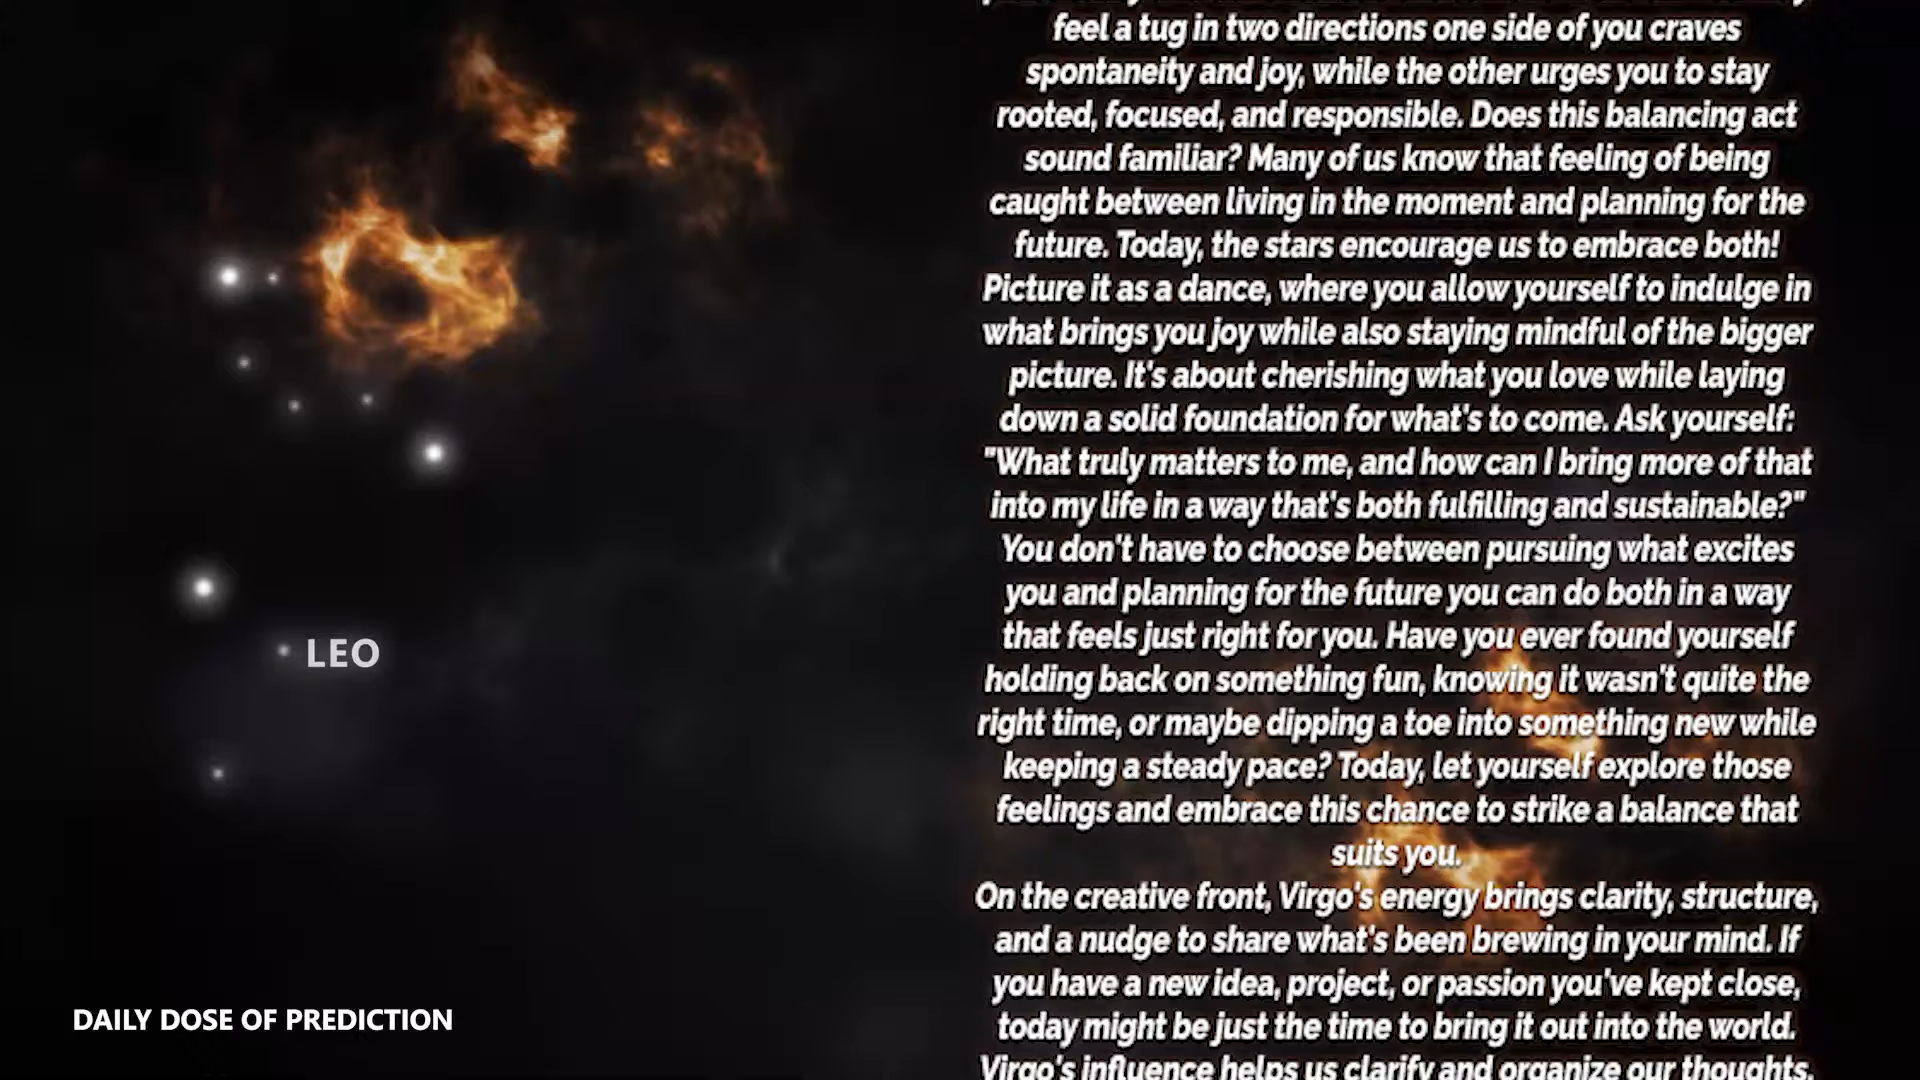 feel a tug in two directions one side of you craves
spontaneity and joy, while the other urges you to stay
rooted, focused, and responsible. Does this balancing act
sound familiar? Many of us know that feeling of being
caught between living in the moment and planning for the
future. Today, the stars encourage us to embrace both!
Picture it as a dance, where you allow yourself to indulge in
what brings you joy while also staying mindful of the bigger
picture. It's about cherishing what you love while laying
down a solid foundation for what's to come. Ask yourself:
"What truly matters to me, and how can I bring more of that
into my life in a way that's both fulfilling and sustainable?"
You don't have to choose between pursuing what excites
you and planning for the future you can do both in a way
that feels just right for you. Have you ever found yourself
holding back on something fun, knowing it wasn't quite the
right time, or maybe dipping a toe into something new while
keeping a steady pace? Today, let yourself explore those
feelings and embrace this chance to strike a balance that
suits you.
On the creative front, Virgo's energy brings clarity, structure,
and a nudge to share what's been brewing in your mind. If
you have a new idea, project, or passion you've kept close,
today might be just the time to bring it out into the world.
Virgo's influence helps us clarify and organize our thoughts,
LEO
DAILY DOSE OF PREDICTION